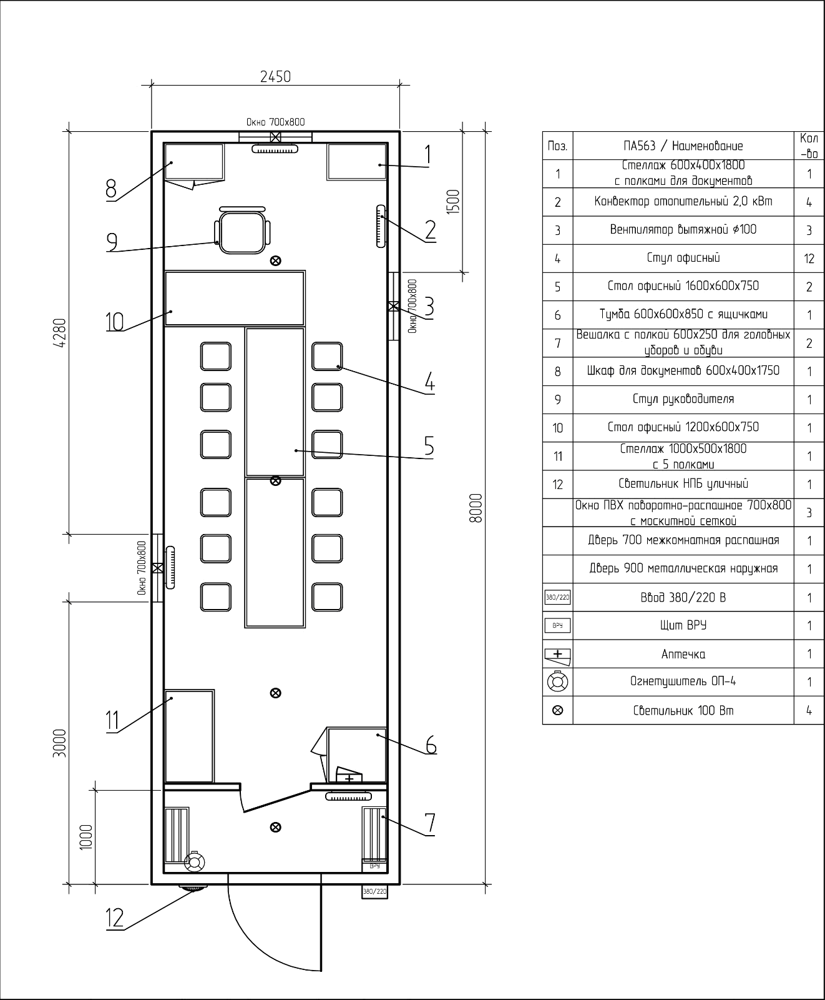 2450
Окно 700х800
4280
3000
1000
1500
8000
Окно 700х800
Окно 700х800
8
9
10
11
12
1
2
3
4
5
6
7
ВРУ
380/220
Поз.
ПА563 / Наименование
Кол
-во
1
Стеллаж 600х400х1800
с полками для документов
1
2
Конвектор отопительный 2,0 кВт
4
3
Вентилятор вытяжной ø100
3
4
Стул офисный
12
5
Стол офисный 1600х600х750
2
6
Тумба 600х600х850 с ящичками
1
7
Вешалка с полкой 600х250 для головных
уборов и обуви
2
8
Шкаф для документов 600х400х1750
1
9
Стул руководителя
1
10
Стол офисный 1200х600х750
1
11
Стеллаж 1000х500х1800
с 5 полками
1
12
Светильник НПБ уличный
1
Окно ПВХ поворотно-распашное 700х800
с москитной сеткой
3
Дверь 700 межкомнатная распашная
1
Дверь 900 металлическая наружная
1
380/220
Ввод 380/220 В
1
ВРУ
Щит ВРУ
1
Аптечка
1
Огнетушитель ОП-4
1
Светильник 100 Вт
4